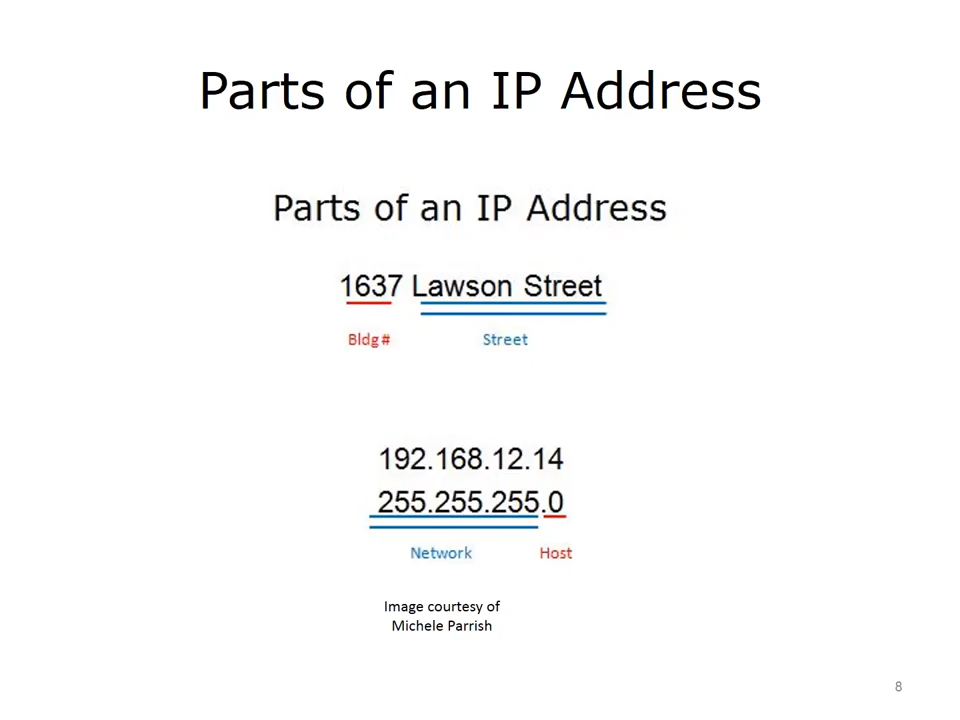 Parts of an IP Address
Parts of an IP Address
1637 Lawson Street
Bldg# Street
192.168.12.14
255.255.255.0
Network Host
Image courtesy of
Michele Parrish
8